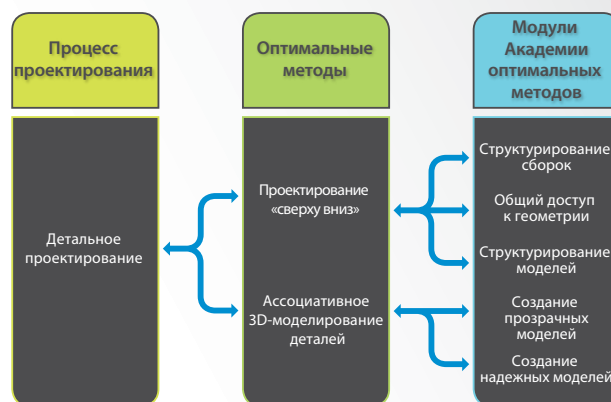 Процесс
проектирования
Оптимальные
методы
Модули
Академии
оптимальных
методов
Детальное
проектирование
Проектирование
«сверху вниз»
Ассоциативное
3D-моделирование
деталей
Структурирование
сборок
Общий доступ
к геометрии
Структурирование
моделей
Создание
прозрачных
моделей
Создание
надежных моделей